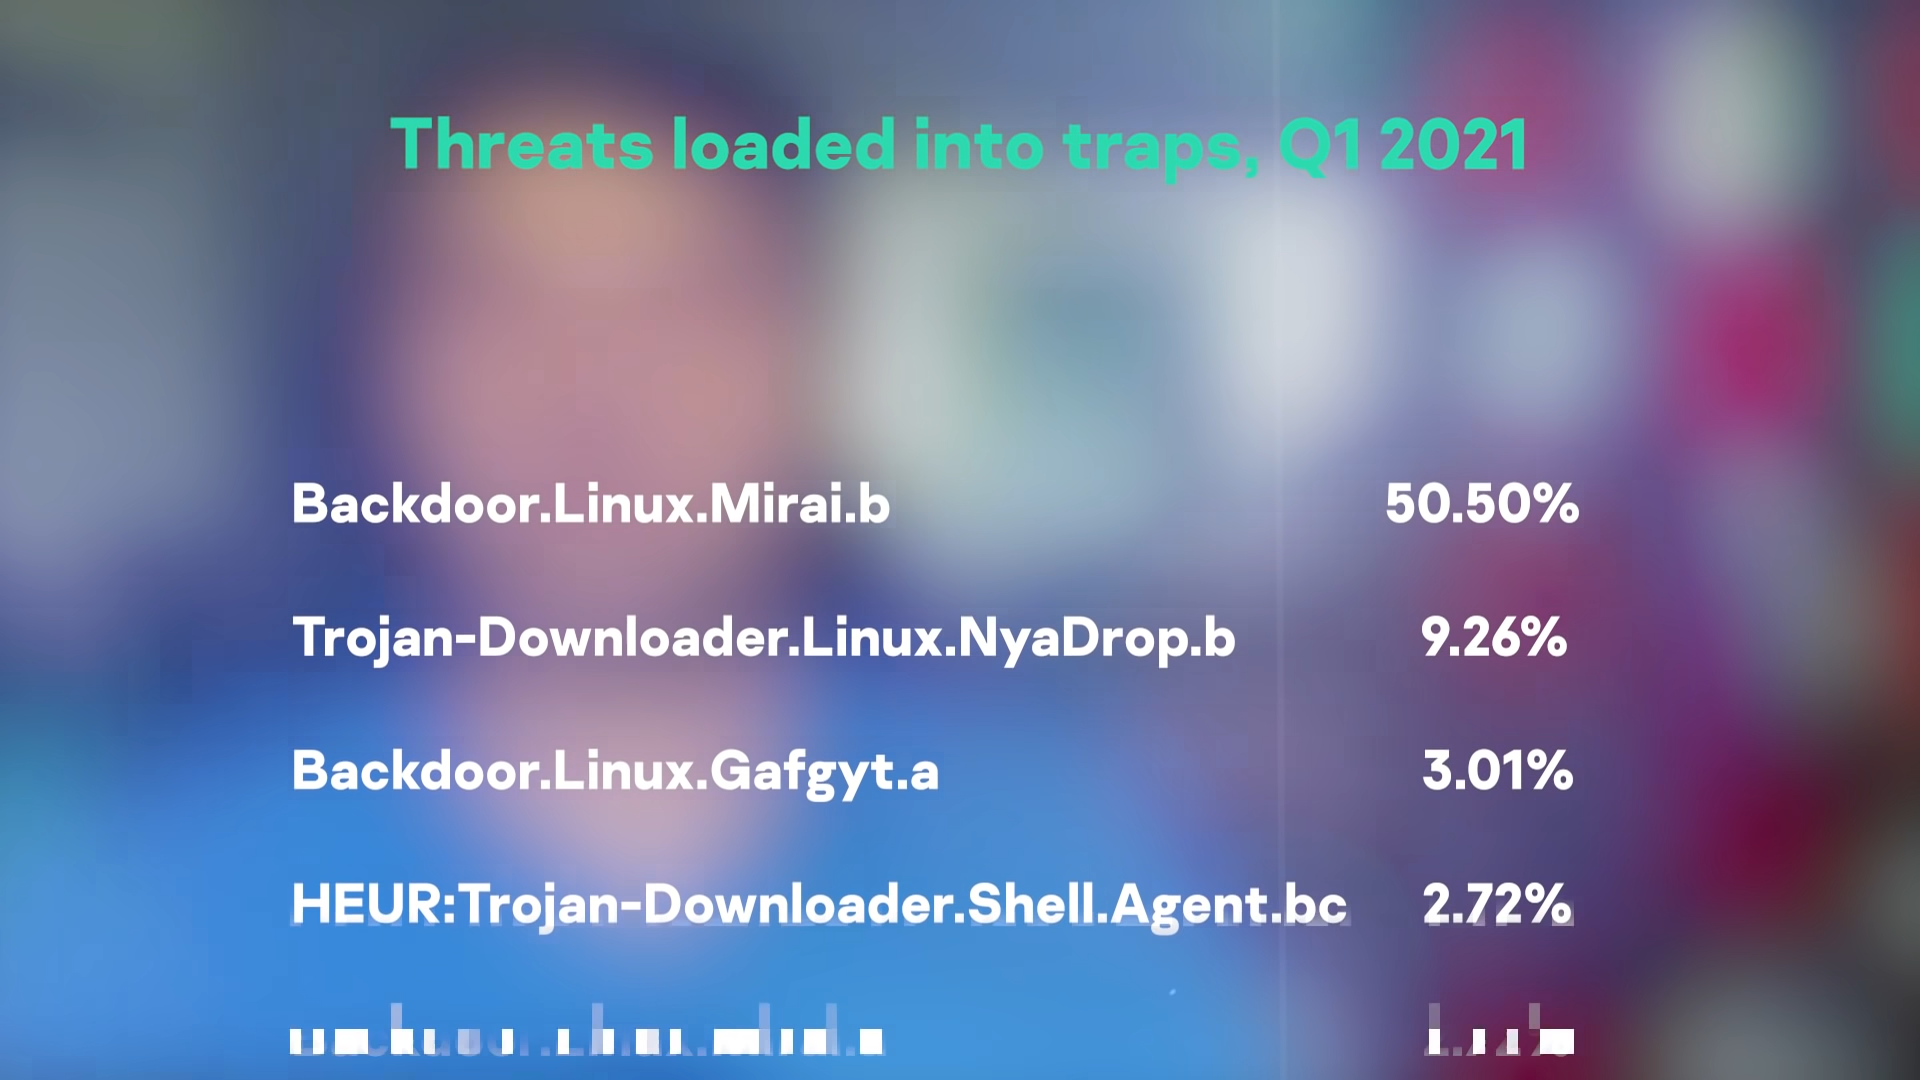 Threats loaded into traps, Q1 2021
Backdoor.Linux.Mirai.b 50.50%
Trojan-Downloader.Linux.NyaDrop.b 9.26%
Backdoor.Linux.Gafgyt.a 3.01%
HEUR:Trojan-Downloader.Shell.Agent.bc 2.72%